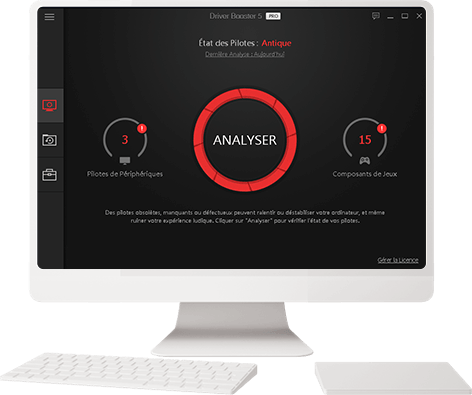 Driver Booster 5 PRO
État des Pilotes : Antique
Dernière Analyse : Aujourd'hui
3
ANALYSER
15
Pilotes de Périphériques
Composants de Jeux
Des pilotes obsolètes, manquants ou défectueux peuvent ralentir ou déstabiliser votre ordinateur, et même
ruiner votre expérience ludique. Cliquer sur "Analyser" pour vérifier l'état de vos pilotes.
Gérer la Licence